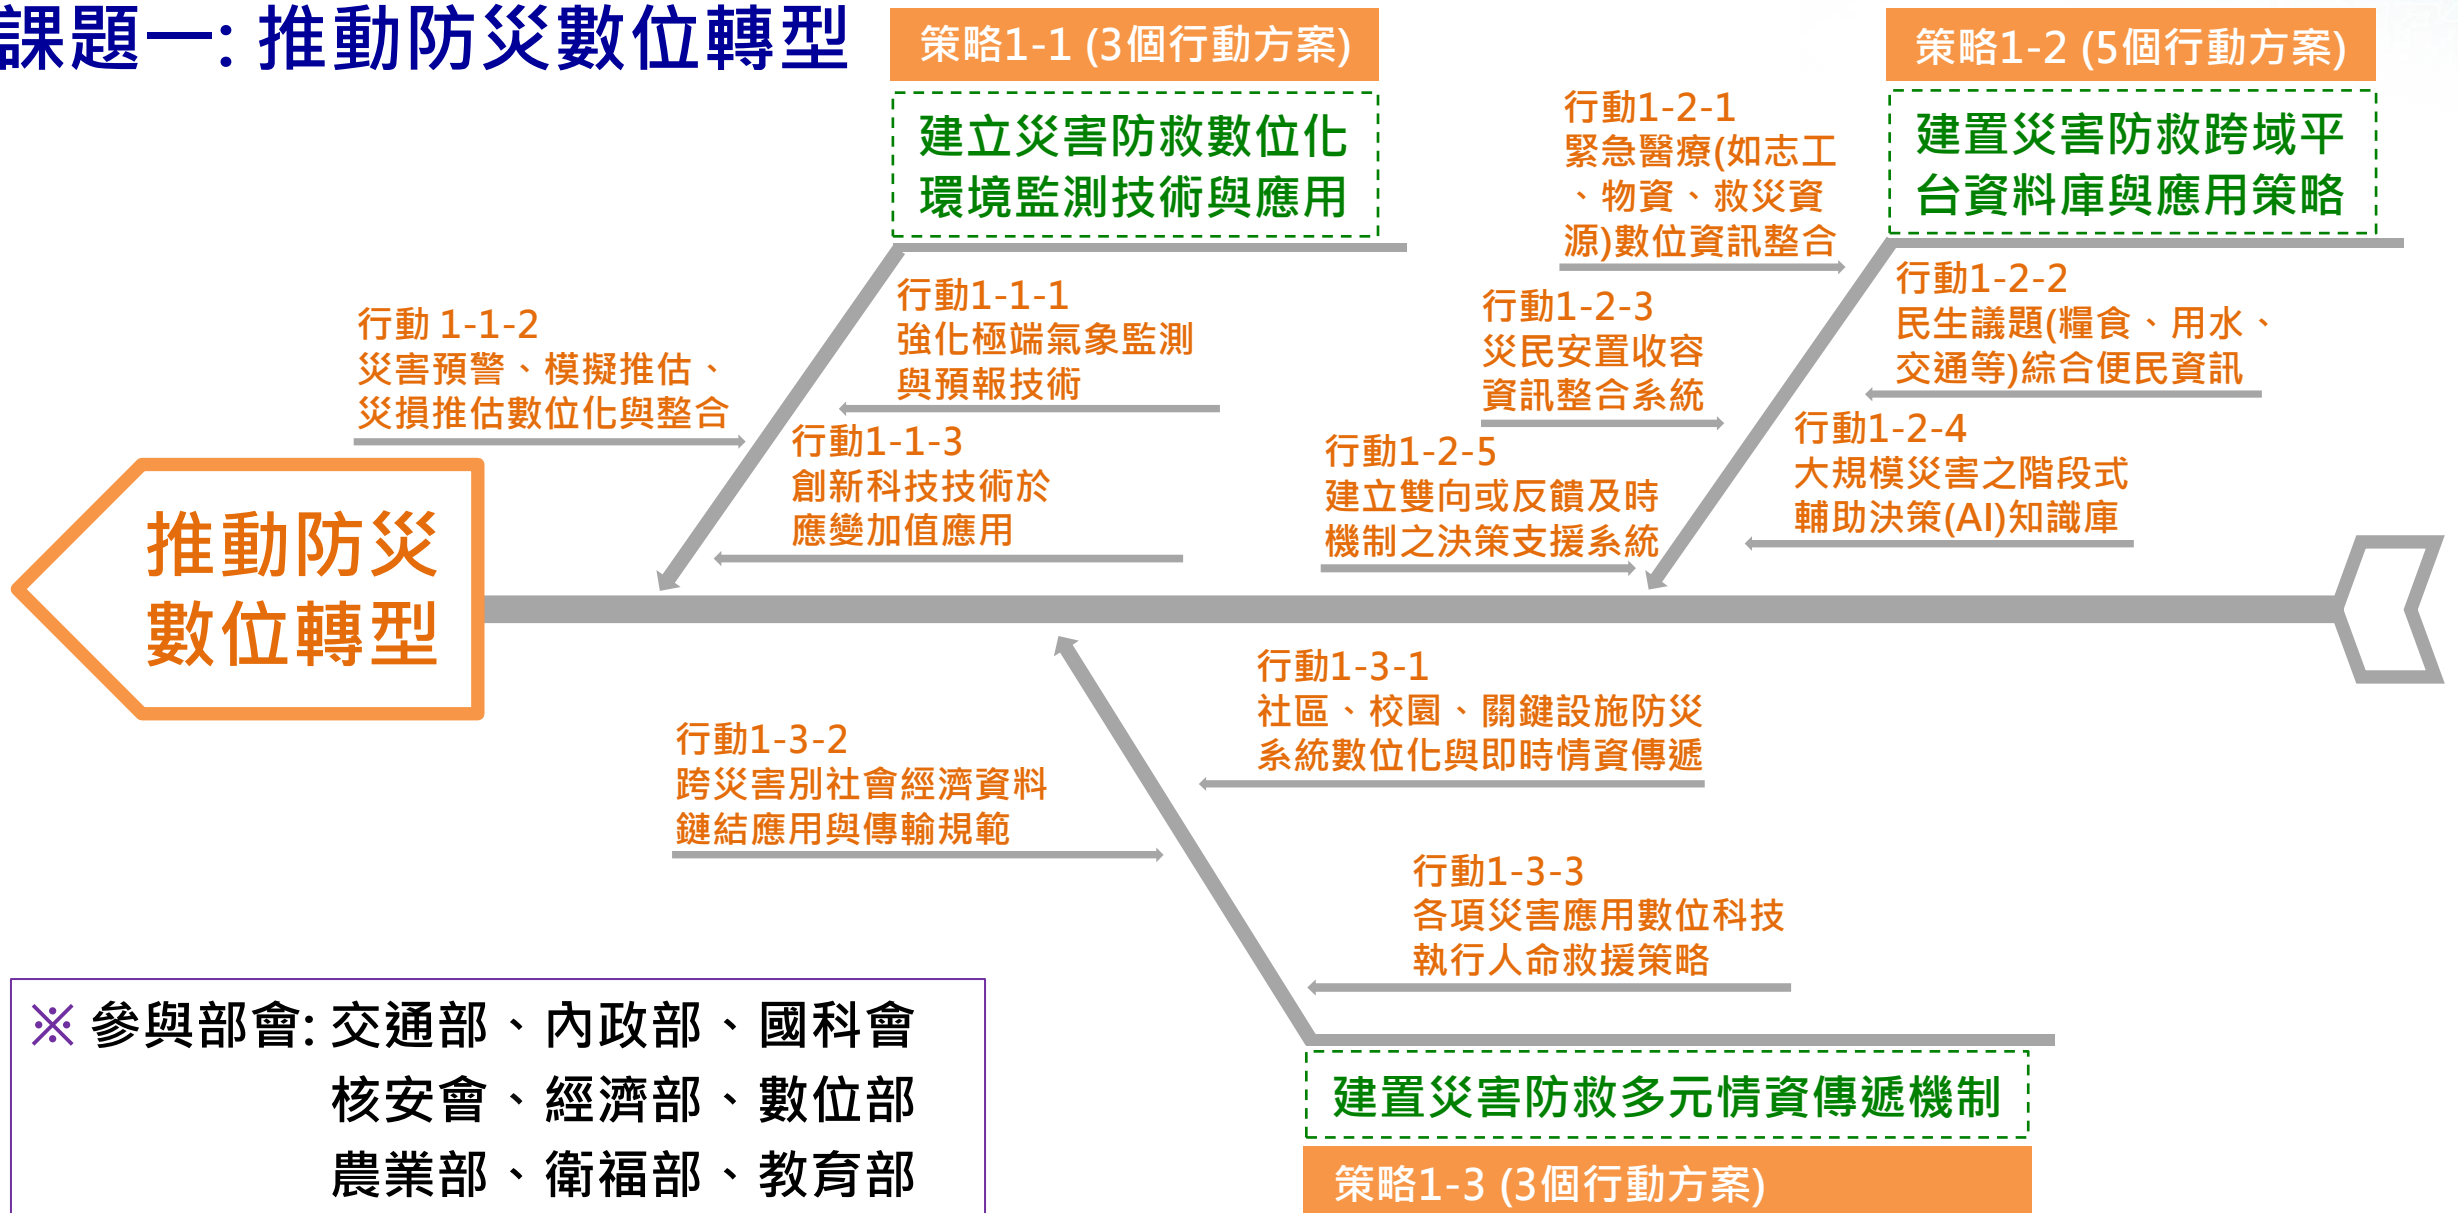 課題一: 推動防災數位轉型
策略1-1 (3個行動方案)
建立災害防救數位化
環境監測技術與應用
行動 1-1-2
災害預警、模擬推估、
災損推估數位化與整合
行動1-1-1
強化極端氣象監測
與預報技術
行動1-1-3
創新科技技術於
應變加值應用
策略1-2 (5個行動方案)
建置災害防救跨域平
台資料庫與應用策略
行動1-2-1
緊急醫療(如志工
、物資、救災資
源)數位資訊整合
行動1-2-2
民生議題(糧食、用水、
交通等)綜合便民資訊
行動1-2-3
災民安置收容
資訊整合系統
行動1-2-4
大規模災害之階段式
輔助決策(AI)知識庫
行動1-2-5
建立雙向或反饋及時
機制之決策支援系統
推動防災
數位轉型
行動1-3-1
社區、校園、關鍵設施防災
系統數位化與即時情資傳遞
行動1-3-2
跨災害別社會經濟資料
鏈結應用與傳輸規範
行動1-3-3
各項災害應用數位科技
執行人命救援策略
建置災害防救多元情資傳遞機制
策略1-3 (3個行動方案)
※ 參與部會: 交通部、內政部、國科會
核安會、經濟部、數位部
農業部、衛福部、教育部